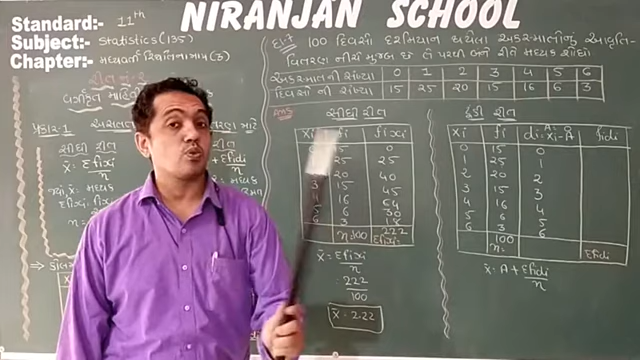 NIRANJAN SCHOOL
Standard:- 11th
Subject:- Statistics (135)
Chapter:- મધ્યવર્તી સ્થિતિના માપ (3)
100 દિવસો દરમિયાન થયેલા અકસ્માતોનું આવૃત્તિ-
વિતરણ નીચે મુજબ છે તે પરથી બંને રીતે મધ્યક શોધો
અકસ્માતની સંખ્યા 0 1 2 3 4 5 6
દિવસોની સંખ્યા 15 25 20 15 16 6 3
રીત નં-૨
પ્રકાર-1
સીધી રીત
n =
સીધી રીત
xi fi fixi
15 0
25 25
20 40
3 15 45
4 16 64
5 6 30
6 3 18
n=100 222
Σfixi=
x̄ = Σfixi
n
= 222
100
x̄ = 2.22
ટૂંકી રીત
xi fi di = xi-A fidi
0 15 0
1 25 1
2 20 2
3 15 3
4 16 4
5 6 5
6 3 6
100
n= Σfidi
x̄ = A + Σfidi
n